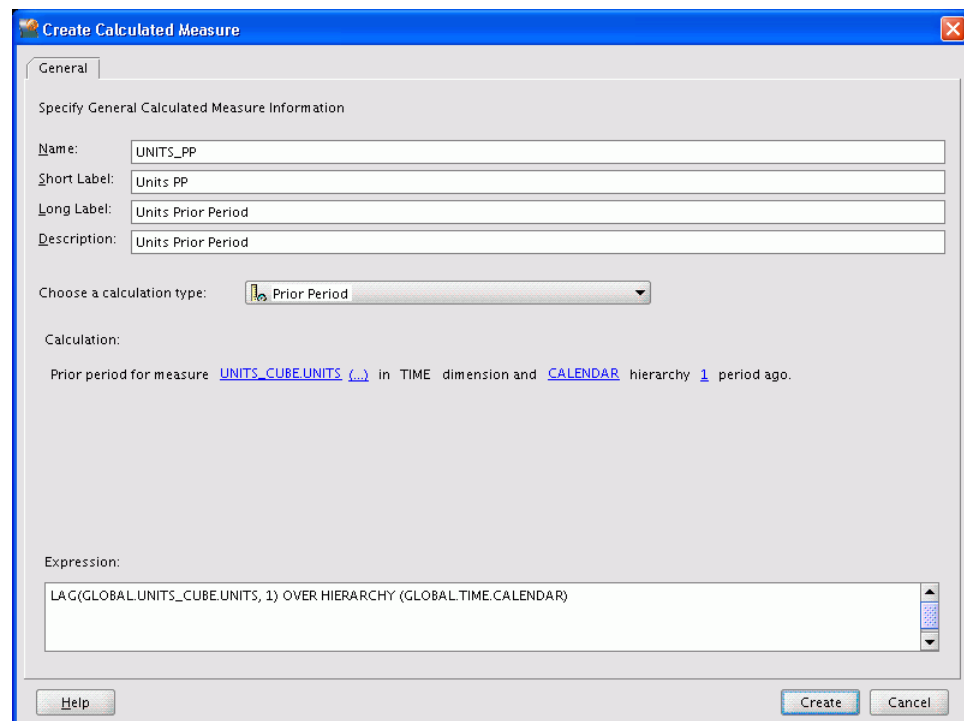 Create Calculated Measure
General
Specify General Calculated Measure Information
Name: UNITS_PP
Short Label: Units PP
Long Label: Units Prior Period
Description: Units Prior Period
Choose a calculation type: Prior Period
Calculation:
Prior period for measure UNITS_CUBE.UNITS (...) in TIME dimension and CALENDAR hierarchy 1 period ago.
Expression:
LAG(GLOBAL.UNITS_CUBE.UNITS, 1) OVER HIERARCHY (GLOBAL.TIME.CALENDAR)
Help Create Cancel